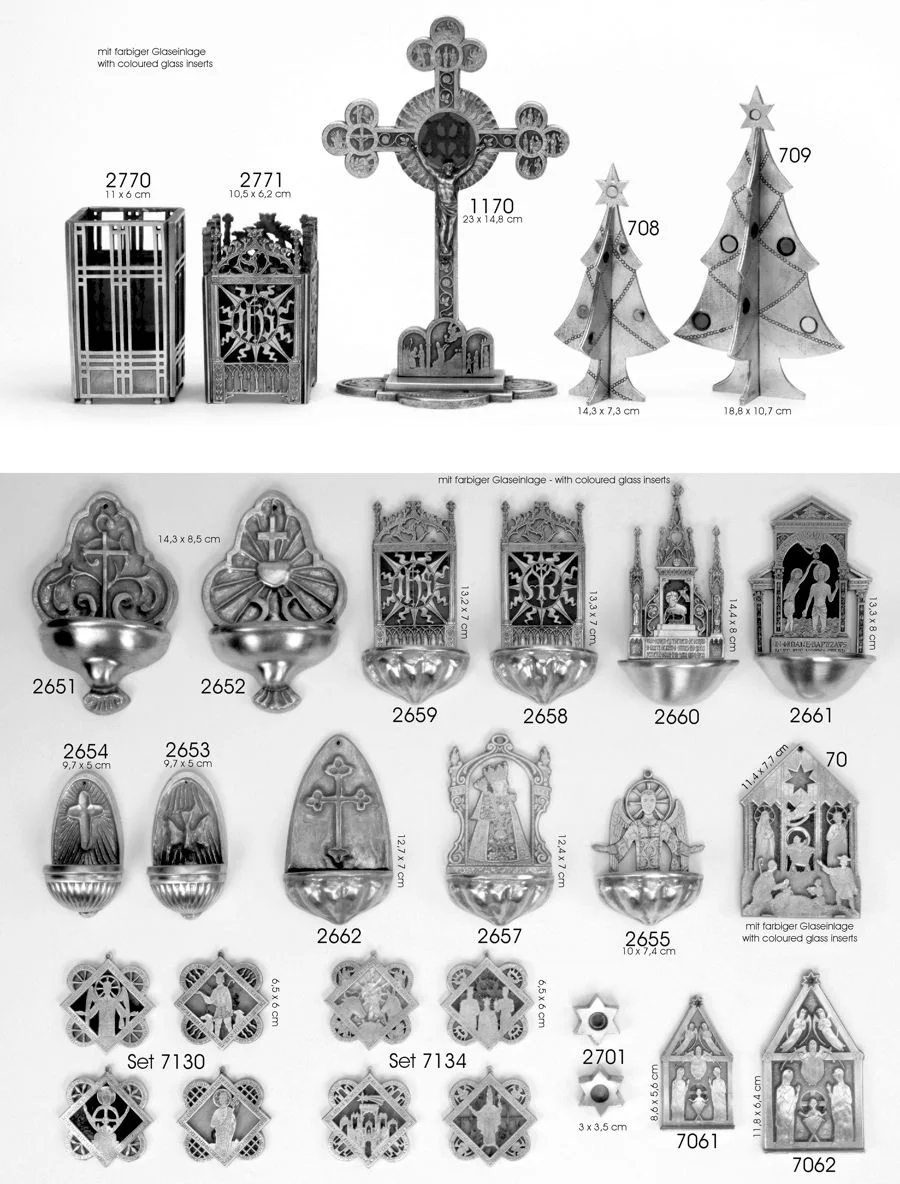 mit farbiger Glaseinlage
with coloured glass inserts
2770
11 x 6 cm
2771
10,5 x 6,2 cm
1170
23 x 14,8 cm
708
14,3 x 7,3 cm
709
18,8 x 10,7 cm
mit farbiger Glaseinlage - with coloured glass inserts
14,3 x 8,5 cm
2651
2652
13,2 x 7 cm
2659
13,3 x 7 cm
2658
14,4 x 8 cm
2660
13,3 x 8 cm
2661
2654
9,7 x 5 cm
2653
9,7 x 5 cm
12,7 x 7 cm
2662
12,4 x 7 cm
2657
2655
10 x 7,4 cm
11,4 x 7,7 cm
70
mit farbiger Glaseinlage
with coloured glass inserts
6,5 x 6 cm
Set 7130
6,5 x 6 cm
Set 7134
2701
3 x 3,5 cm
8,6 x 5,6 cm
7061
11,8 x 6,4 cm
7062